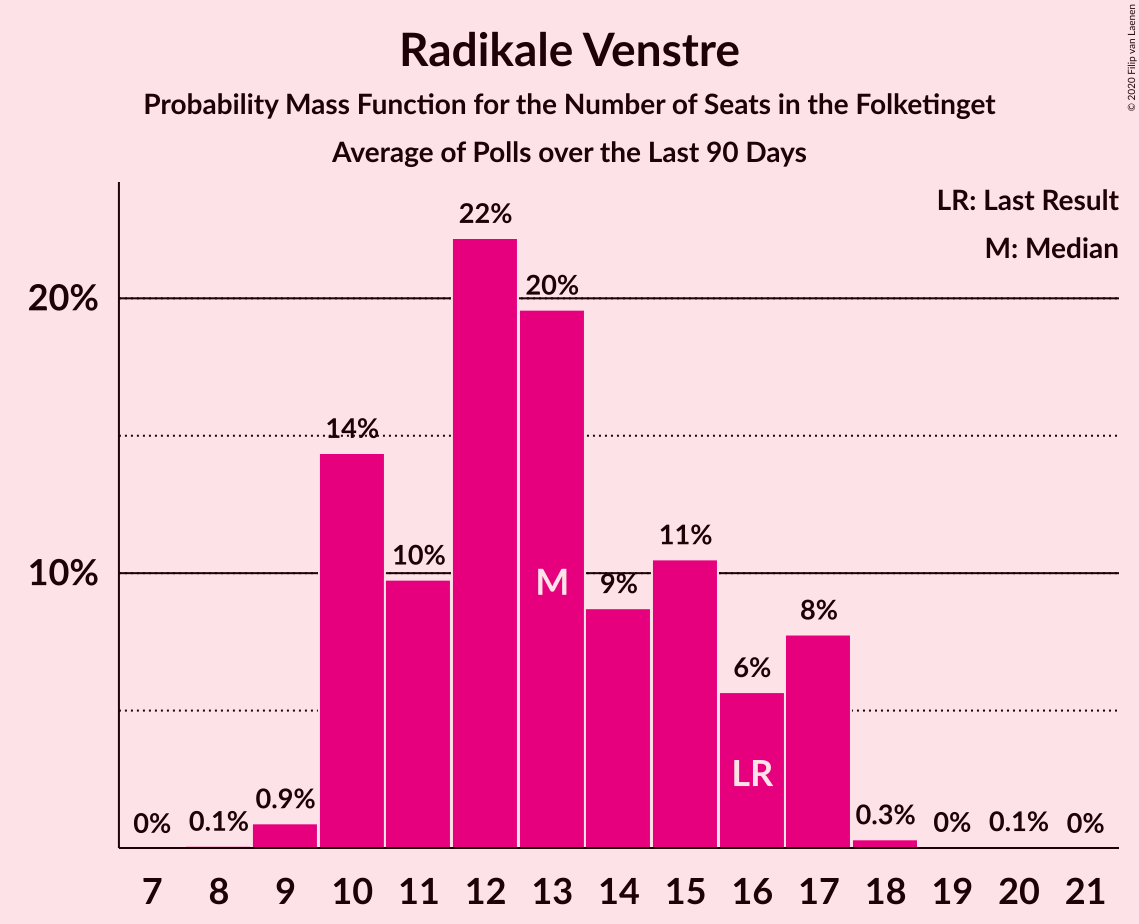 Radikale Venstre
Probability Mass Function for the Number of Seats in the Folketinget
Average of Polls over the Last 90 Days
© 2020 Filip van Laenen
LR: Last Result
M: Median
20%
10%
0%
0.1%
0.9%
14%
10%
22%
20%
9%
11%
6%
8%
0.3%
0%
0.1%
0%
M
LR
7 8 9 10 11 12 13 14 15 16 17 18 19 20 21